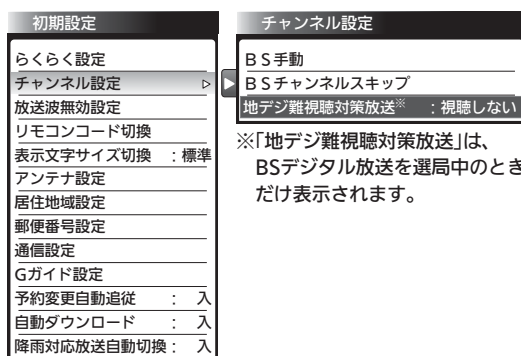 初期設定
らくらく設定
チャンネル設定
放送波無効設定
リモコンコード切換
表示文字サイズ切換 ：標準
アンテナ設定
居住地域設定
郵便番号設定
通信設定
Gガイド設定
予約変更自動追従 ： 入
自動ダウンロード ： 入
降雨対応放送自動切換： 入
チャンネル設定
ＢＳ手動
ＢＳチャンネルスキップ
地デジ難視聴対策放送※ ：視聴しない
※「地デジ難視聴対策放送」は、
BSデジタル放送を選局中のとき
だけ表示されます。